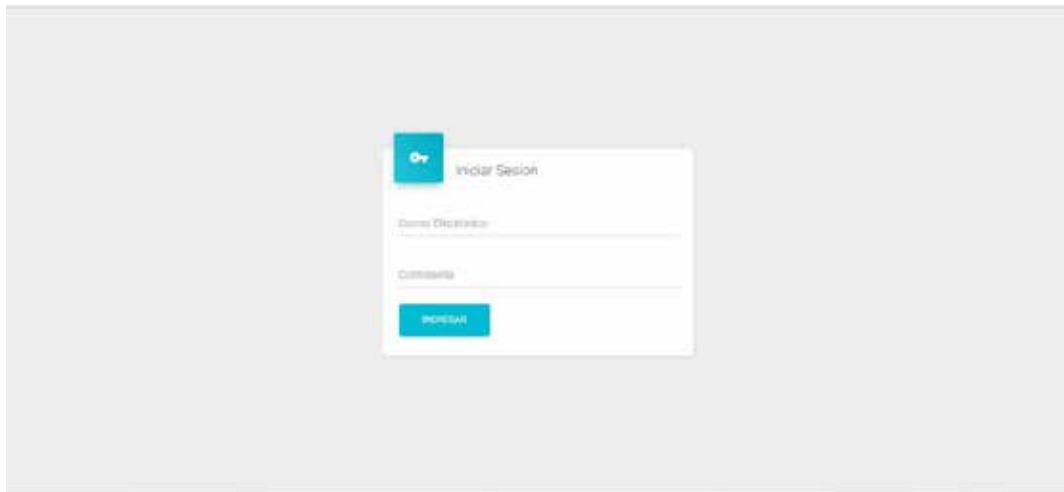 Iniciar Sesion
Correo Electrónico
Contraseña
INGRESAR